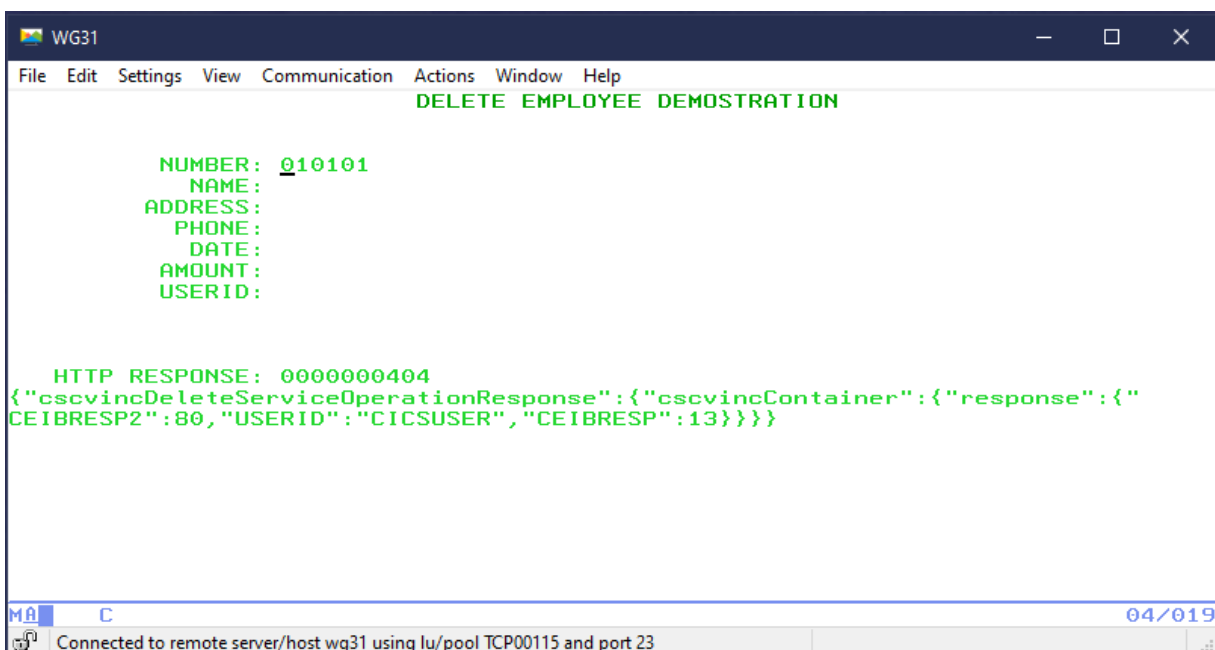 WG31
File Edit Settings View Communication Actions Window Help
DELETE EMPLOYEE DEMOSTRATION
NUMBER: 010101
NAME:
ADDRESS:
PHONE:
DATE:
AMOUNT:
USERID:
HTTP RESPONSE: 0000000404
{"cscvincDeleteServiceOperationResponse":{"cscvincContainer":{"response":{"
CEIBRESP2":80,"USERID":"CICSUSER","CEIBRESP":13}}}}
MA C 04/019
Connected to remote server/host wg31 using lu/pool TCP00115 and port 23